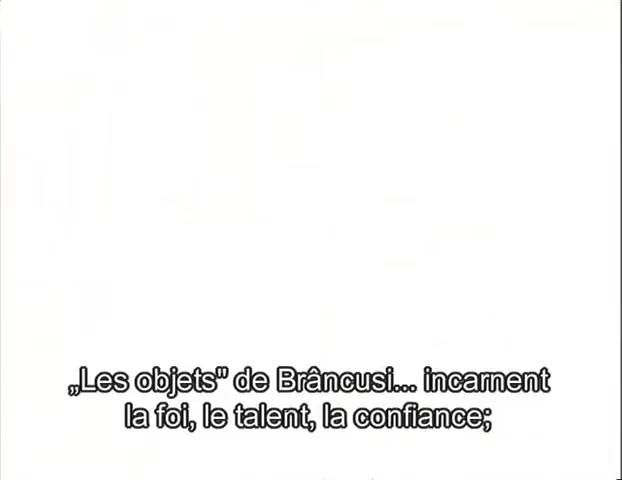 „Les objets" de Brâncusi... incarnent
la foi, le talent, la confiance;